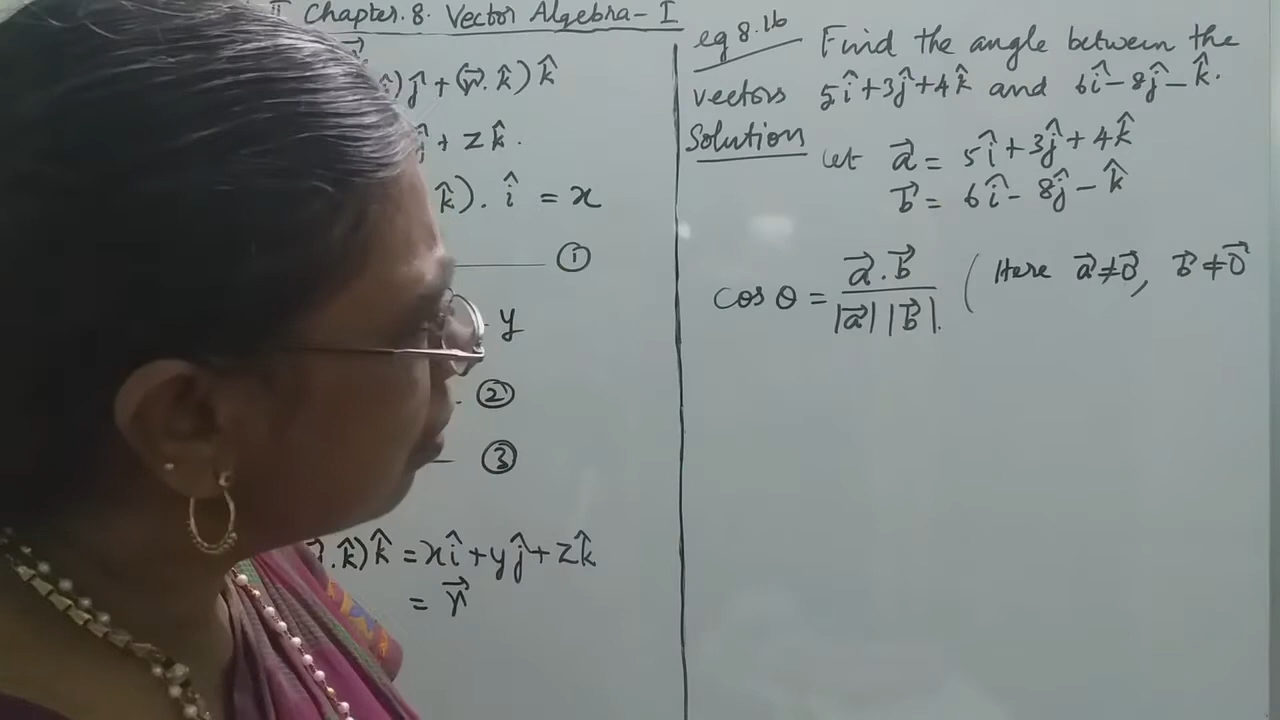 Chapter.8. Vector Algebra-I
)ĵ + (r⃗.k̂)k̂
+ zk̂.
k̂). î = x
①
y
②
③
.k̂)k̂ = xî+yĵ+zk̂
= r⃗
eg 8.16 Find the angle between the
vectors 5î+3ĵ+4k̂ and 6î-8ĵ-k̂.
Solution
Let a⃗ = 5î+3ĵ+4k̂
b⃗ = 6î-8ĵ-k̂
cos θ = a⃗.b⃗ / |a⃗| |b⃗|. (Here a⃗≠0⃗, b⃗≠0⃗